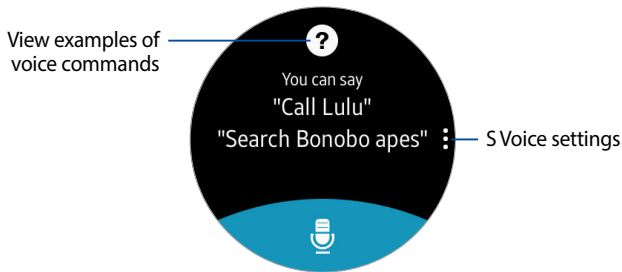 View examples of
voice commands
?
You can say
"Call Lulu"
"Search Bonobo apes"
S Voice settings